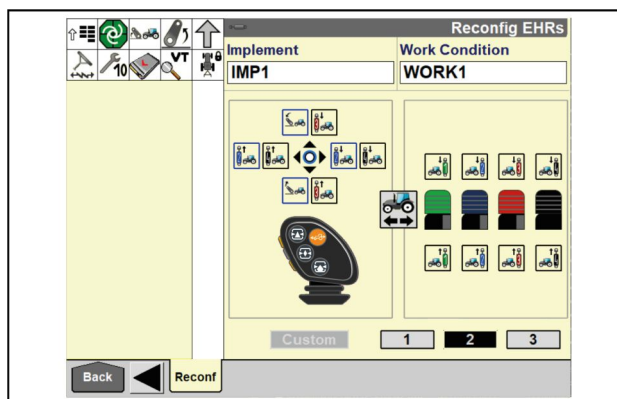 Reconfig EHRs
Implement
Work Condition
IMP1
WORK1
10
L
VT
Custom
1
2
3
Back
Reconf